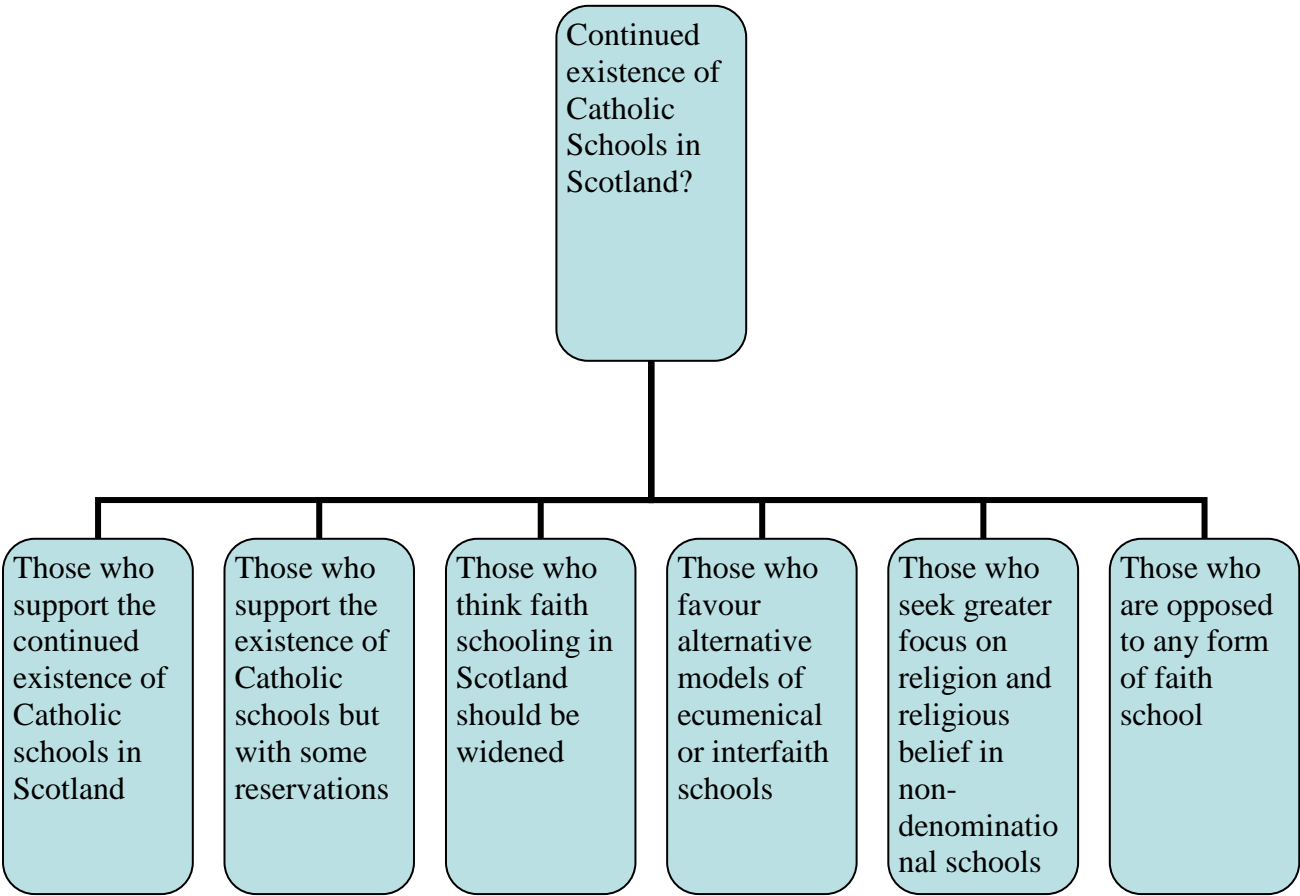 Continued
existence of
Catholic
Schools in
Scotland?
Those who
support the
continued
existence of
Catholic
schools in
Scotland
Those who
support the
existence of
Catholic
schools but
with some
reservations
Those who
think faith
schooling in
Scotland
should be
widened
Those who
favour
alternative
models of
ecumenical
or interfaith
schools
Those who
seek greater
focus on
religion and
religious
belief in
non-
denominatio
nal schools
Those who
are opposed
to any form
of faith
school